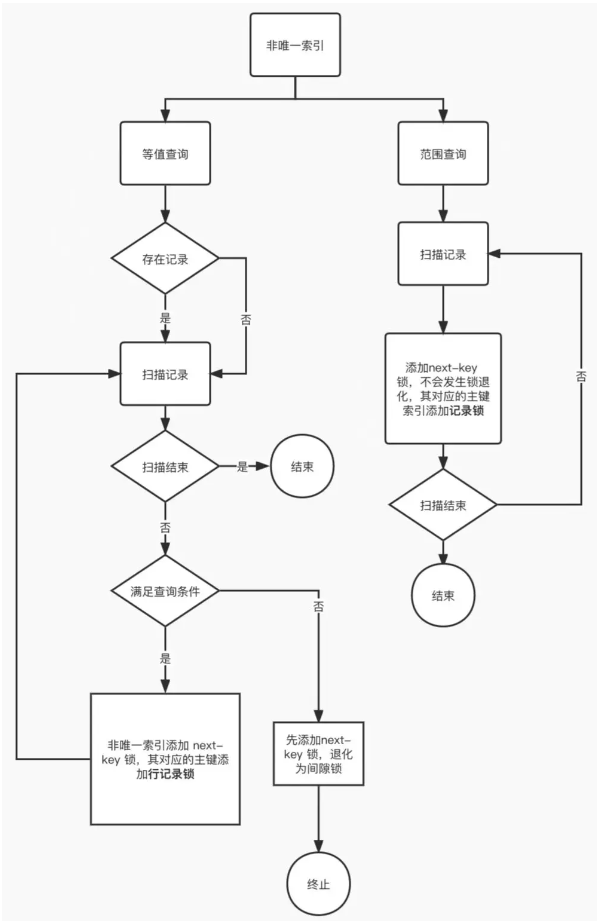 非唯一索引
等值查询
范围查询
存在记录
扫描记录
是
否
扫描记录
添加next-key
锁，不会发生锁退
化，其对应的主键
索引添加记录锁
否
扫描结束
是
结束
扫描结束
否
满足查询条件
结束
否
是
非唯一索引添加 next-
key 锁，其对应的主键添
加行记录锁
先添加next-
key 锁，退化
为间隙锁
终止